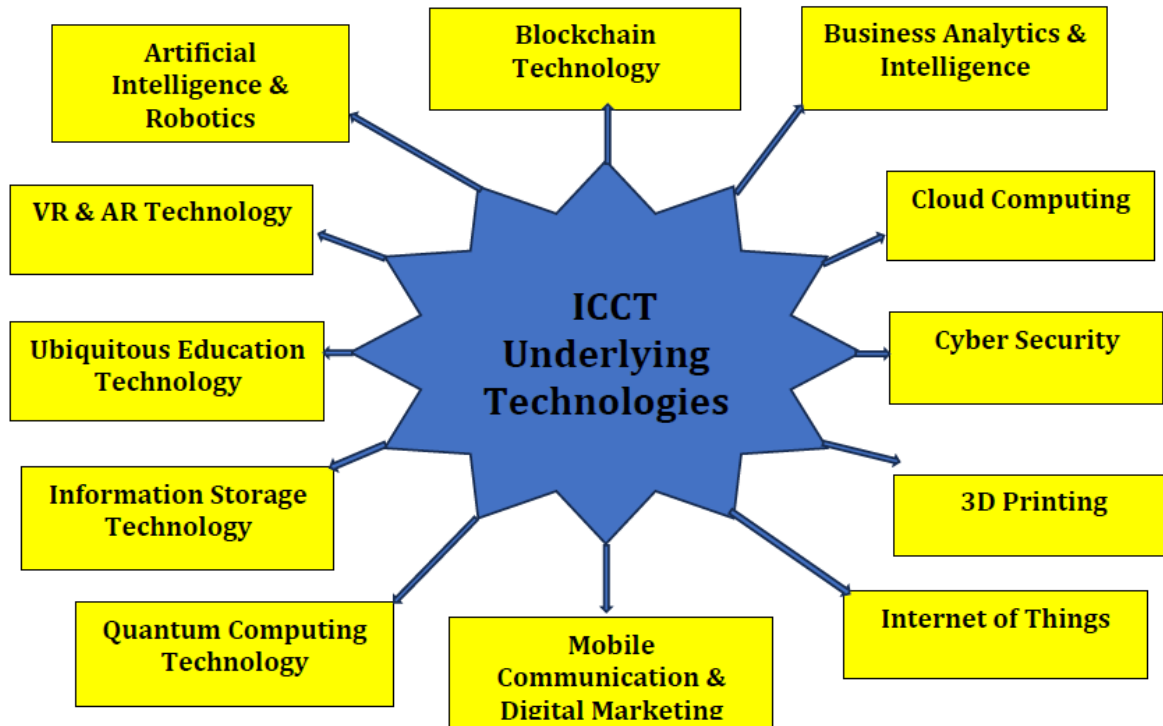 Artificial
Intelligence &
Robotics
Blockchain
Technology
Business Analytics &
Intelligence
VR & AR Technology
Cloud Computing
ICCT
Underlying
Technologies
Ubiquitous Education
Technology
Cyber Security
Information Storage
Technology
3D Printing
Quantum Computing
Technology
Mobile
Communication &
Digital Marketing
Internet of Things